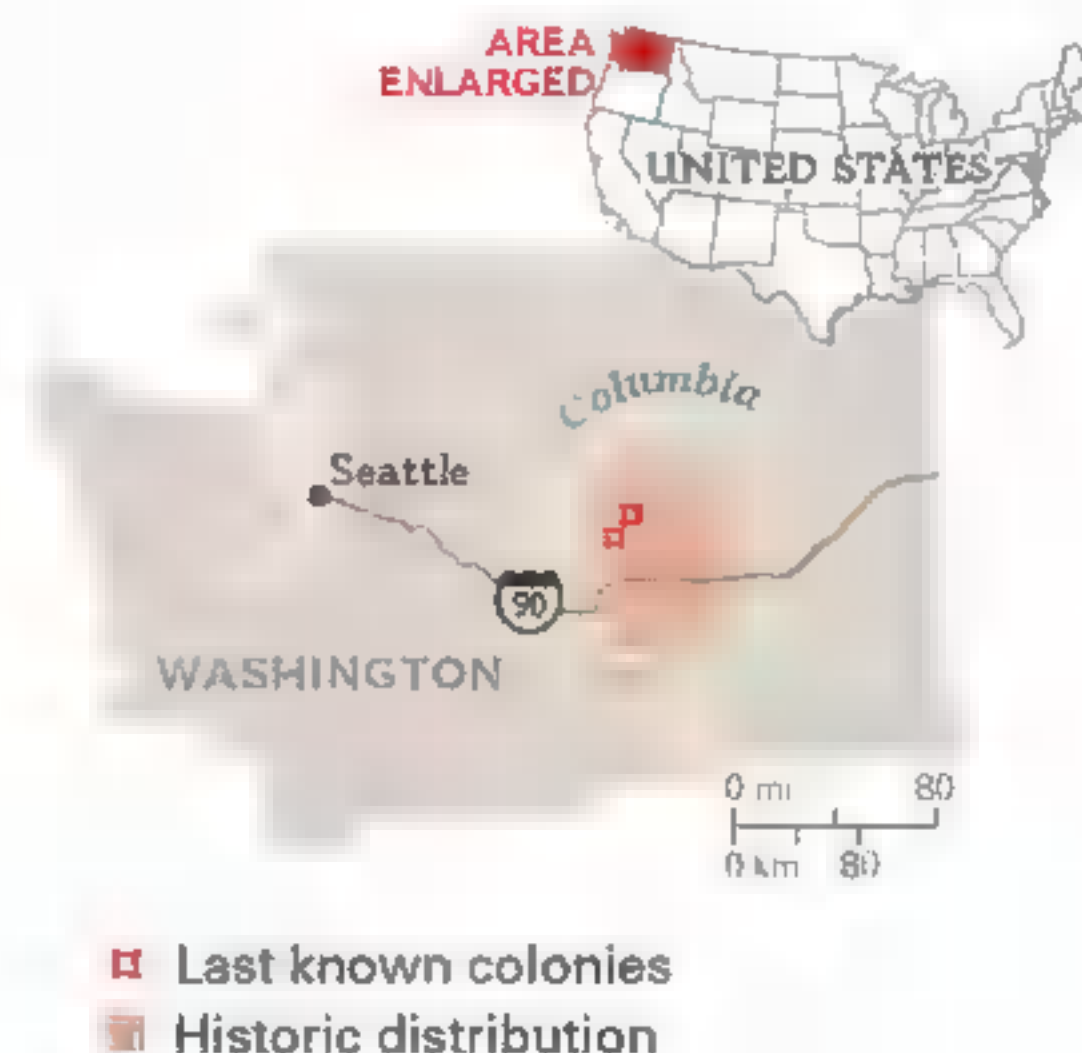 AREA
ENLARGED
UNITED STATES
Columbia
Seattle
90
WASHINGTON
0 mi 80
0 km 80
Last known colonies
Historic distribution